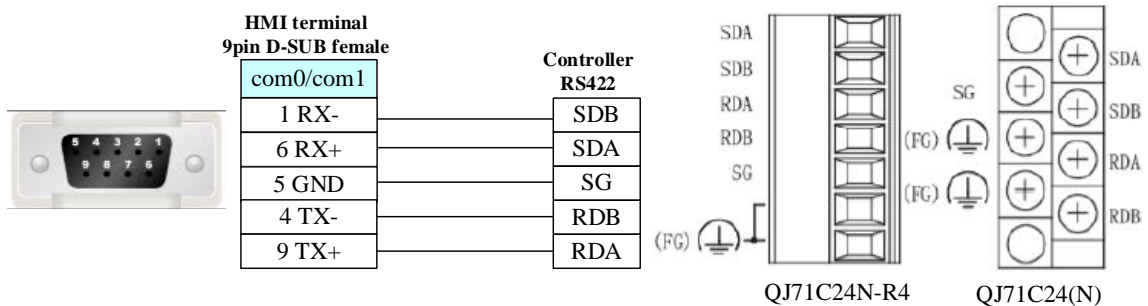 HMI terminal
9pin D-SUB female
com0/com1
1 RX-
6 RX+
5 GND
4 TX-
9 TX+
Controller
RS422
SDB
SDA
SG
RDB
RDA
5 4 3 2 1
9 8 7 6
SDA
SDB
RDA
RDB
SG
(FG)
QJ71C24N-R4
SG
(FG)
(FG)
SDA
SDB
RDA
RDB
QJ71C24(N)